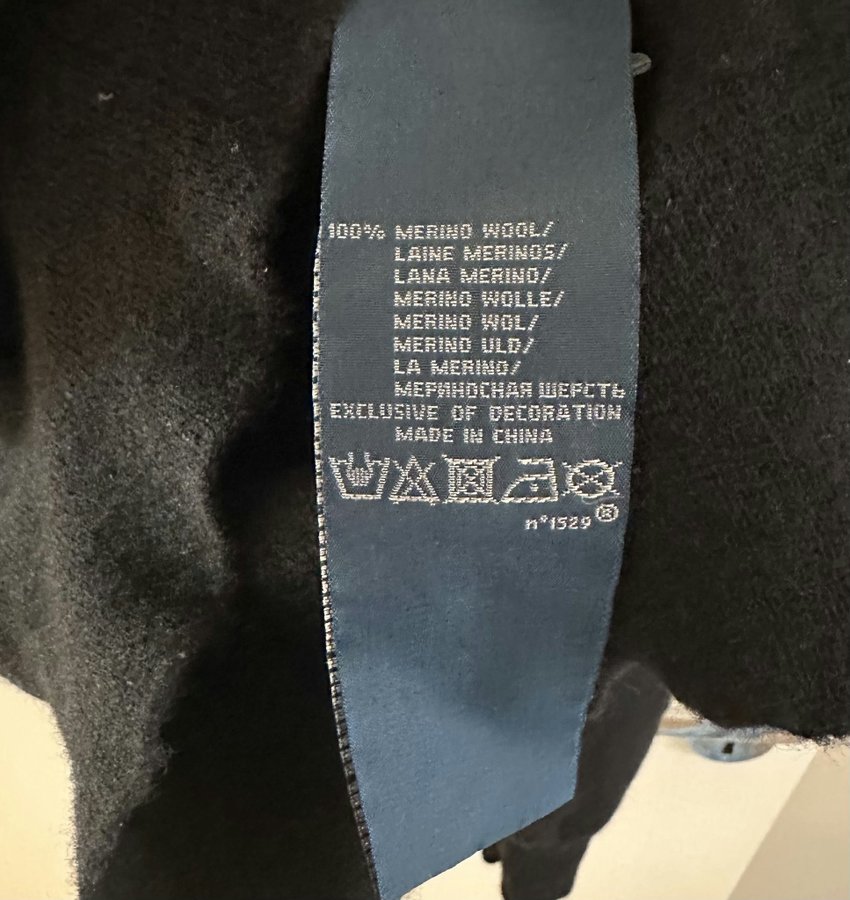 100% MERINO WOOL/
LAINE MERINOS/
LANA MERINO/
MERINO WOLLE/
MERINO WOL/
MERINO ULD/
LA MERINO/
МЕРИНОСНАЯ ШЕРСТЬ
EXCLUSIVE OF DECORATION
MADE IN CHINA
n°1529®